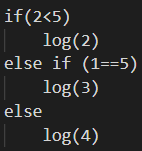 if(2<5)
    log(2)
else if (1==5)
    log(3)
else
    log(4)